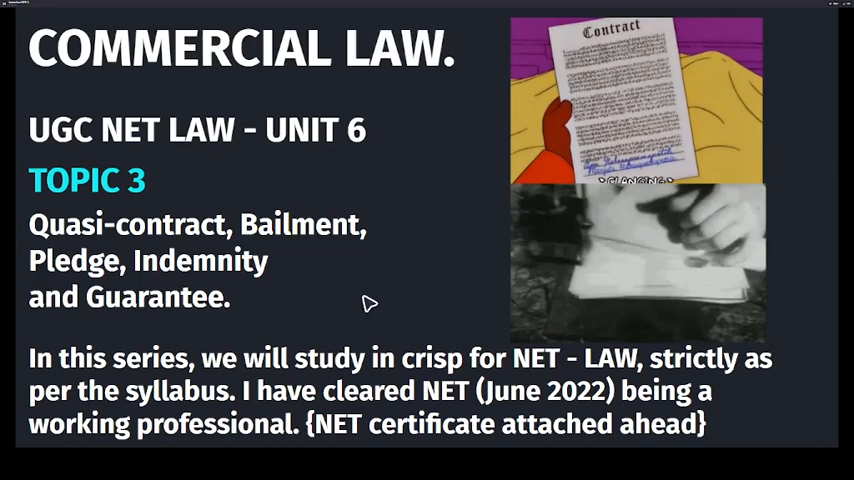 COMMERCIAL LAW.
UGC NET LAW - UNIT 6
TOPIC 3
Quasi-contract, Bailment,
Pledge, Indemnity
and Guarantee.
In this series, we will study in crisp for NET - LAW, strictly as
per the syllabus. I have cleared NET (June 2022) being a
working professional. {NET certificate attached ahead}
Contract